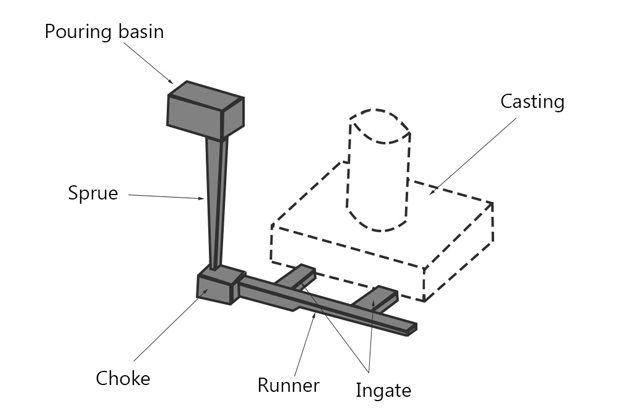 Pouring basin
Casting
Sprue
Choke
Runner
Ingate